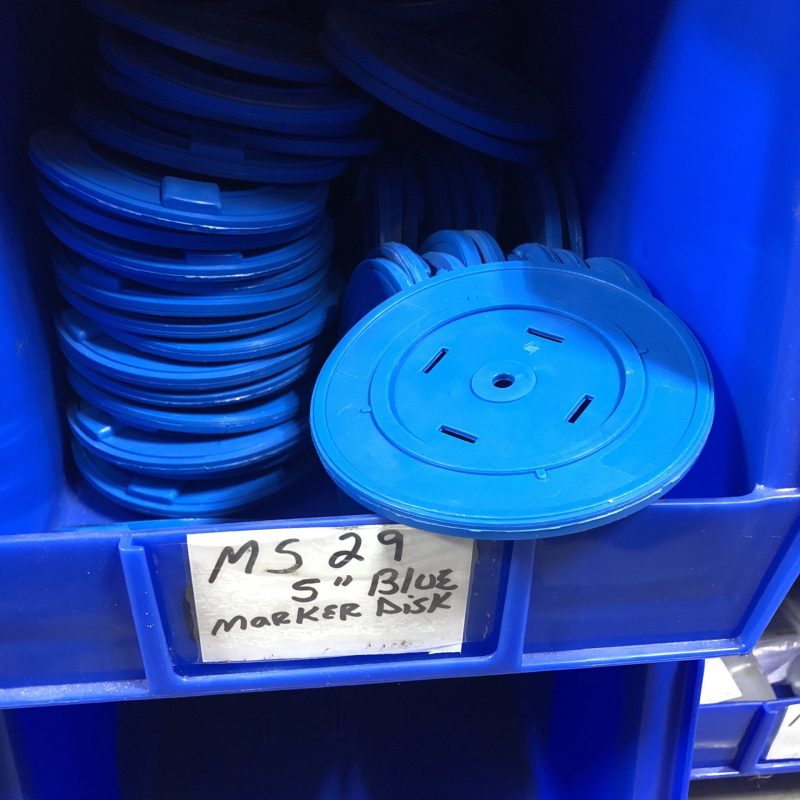 MS 29
5" BLUE
MARKER DISK